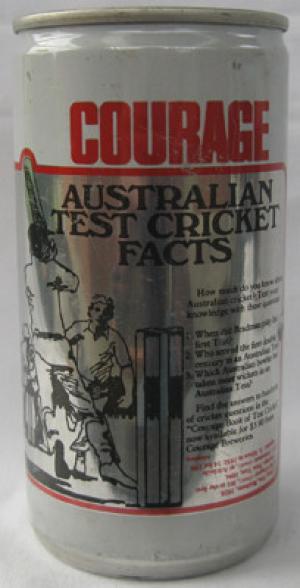 COURAGE
AUSTRALIAN
TEST CRICKET
FACTS
How much do you know about
Australian cricket? Test your
knowledge with these questions
1. When did Bradman play his
first Test?
2. Who scored the first double
century in an Australian Test?
3. Which Australian bowler has
taken most wickets in an
Australian Test?
Find the answers to hundreds
of cricket questions in the
"Courage Book of Test Cricket"
now available for $3.90 from
Courage Breweries